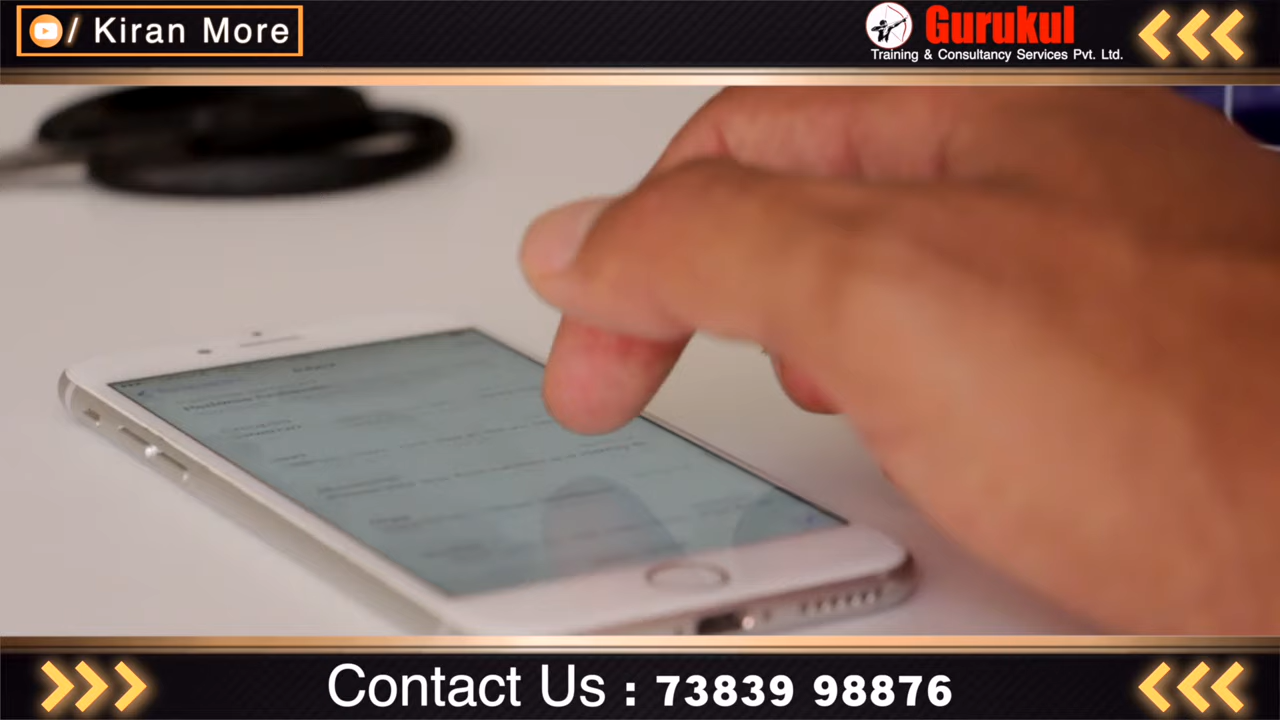 / Kiran More
Gurukul
Training & Consultancy Services Pvt. Ltd.
Contact Us : 73839 98876